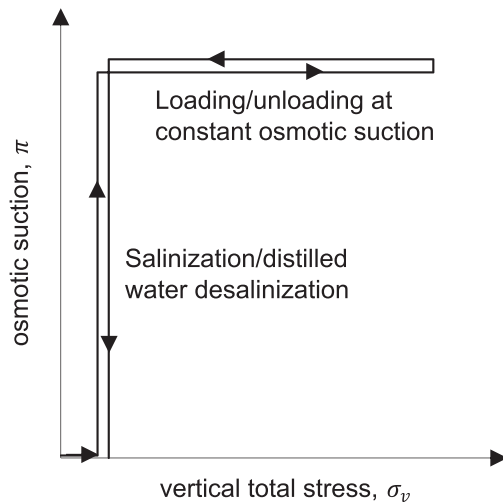 Loading/unloading at
constant osmotic suction
osmotic suction, π
Salinization/distilled
water desalinization
vertical total stress, σᵥ